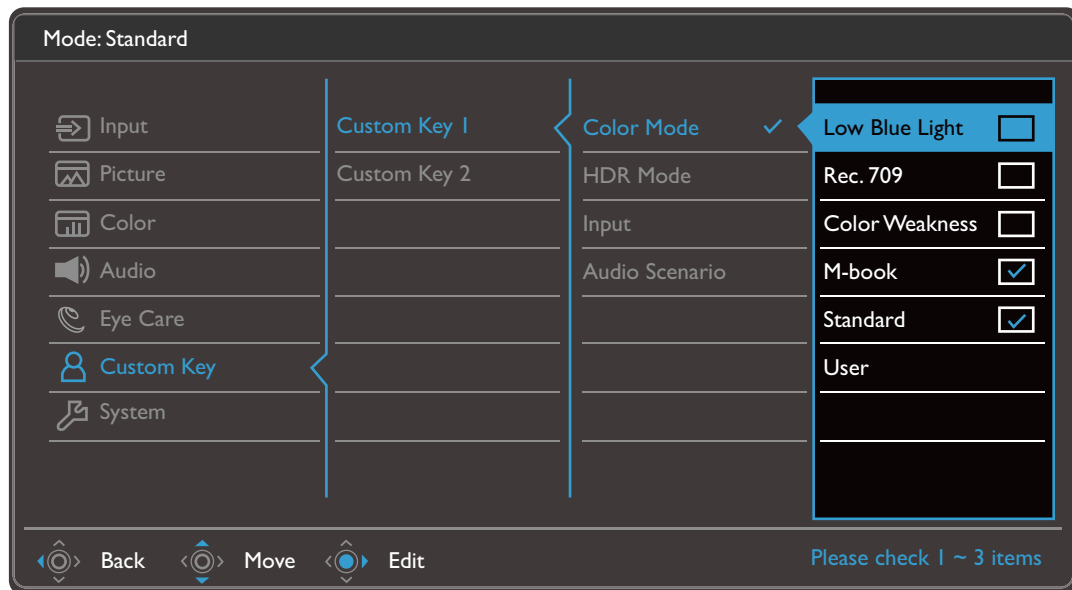 Mode: Standard
Input
Custom Key 1
Color Mode
Low Blue Light
Picture
Custom Key 2
HDR Mode
Rec. 709
Color
Input
Color Weakness
Audio
Audio Scenario
M-book
Eye Care
Standard
Custom Key
User
System
Back
Move
Edit
Please check 1 ~ 3 items